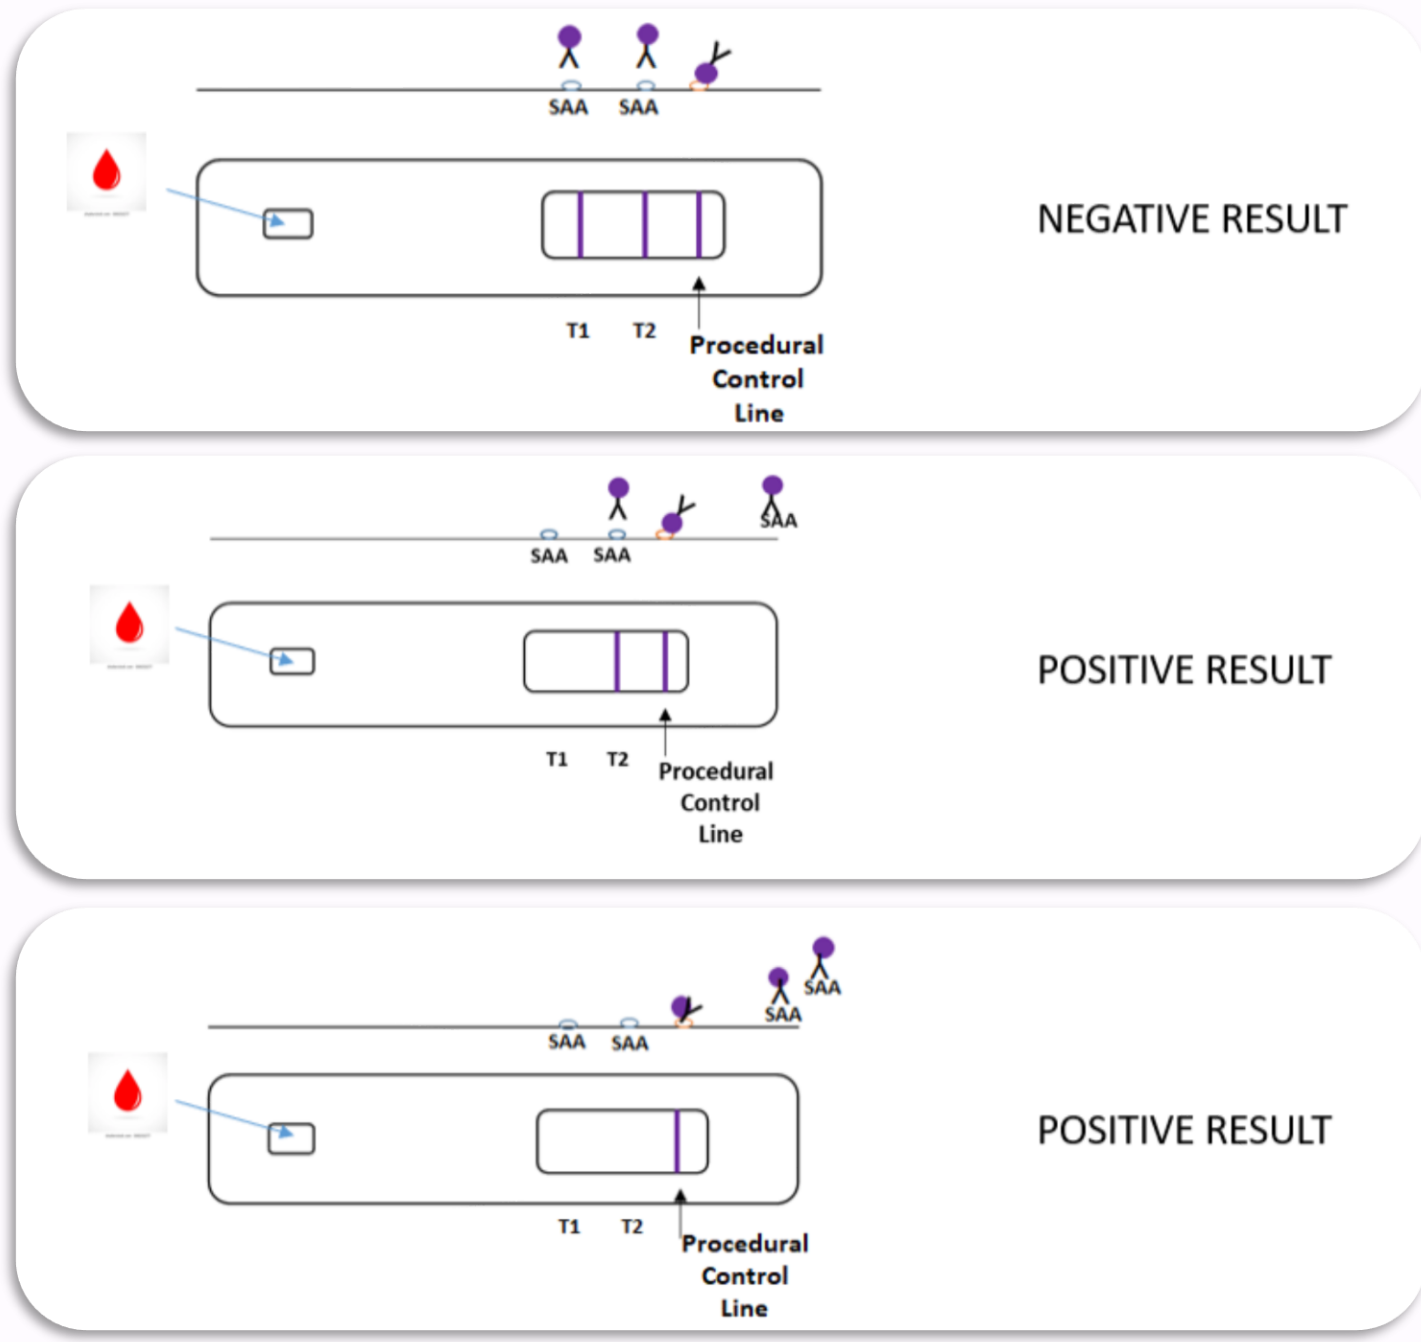 SAA SAA
NEGATIVE RESULT
T1 T2
Procedural
Control
Line
SAA
SAA SAA
POSITIVE RESULT
T1 T2
Procedural
Control
Line
SAA
SAA
SAA SAA
POSITIVE RESULT
T1 T2
Procedural
Control
Line